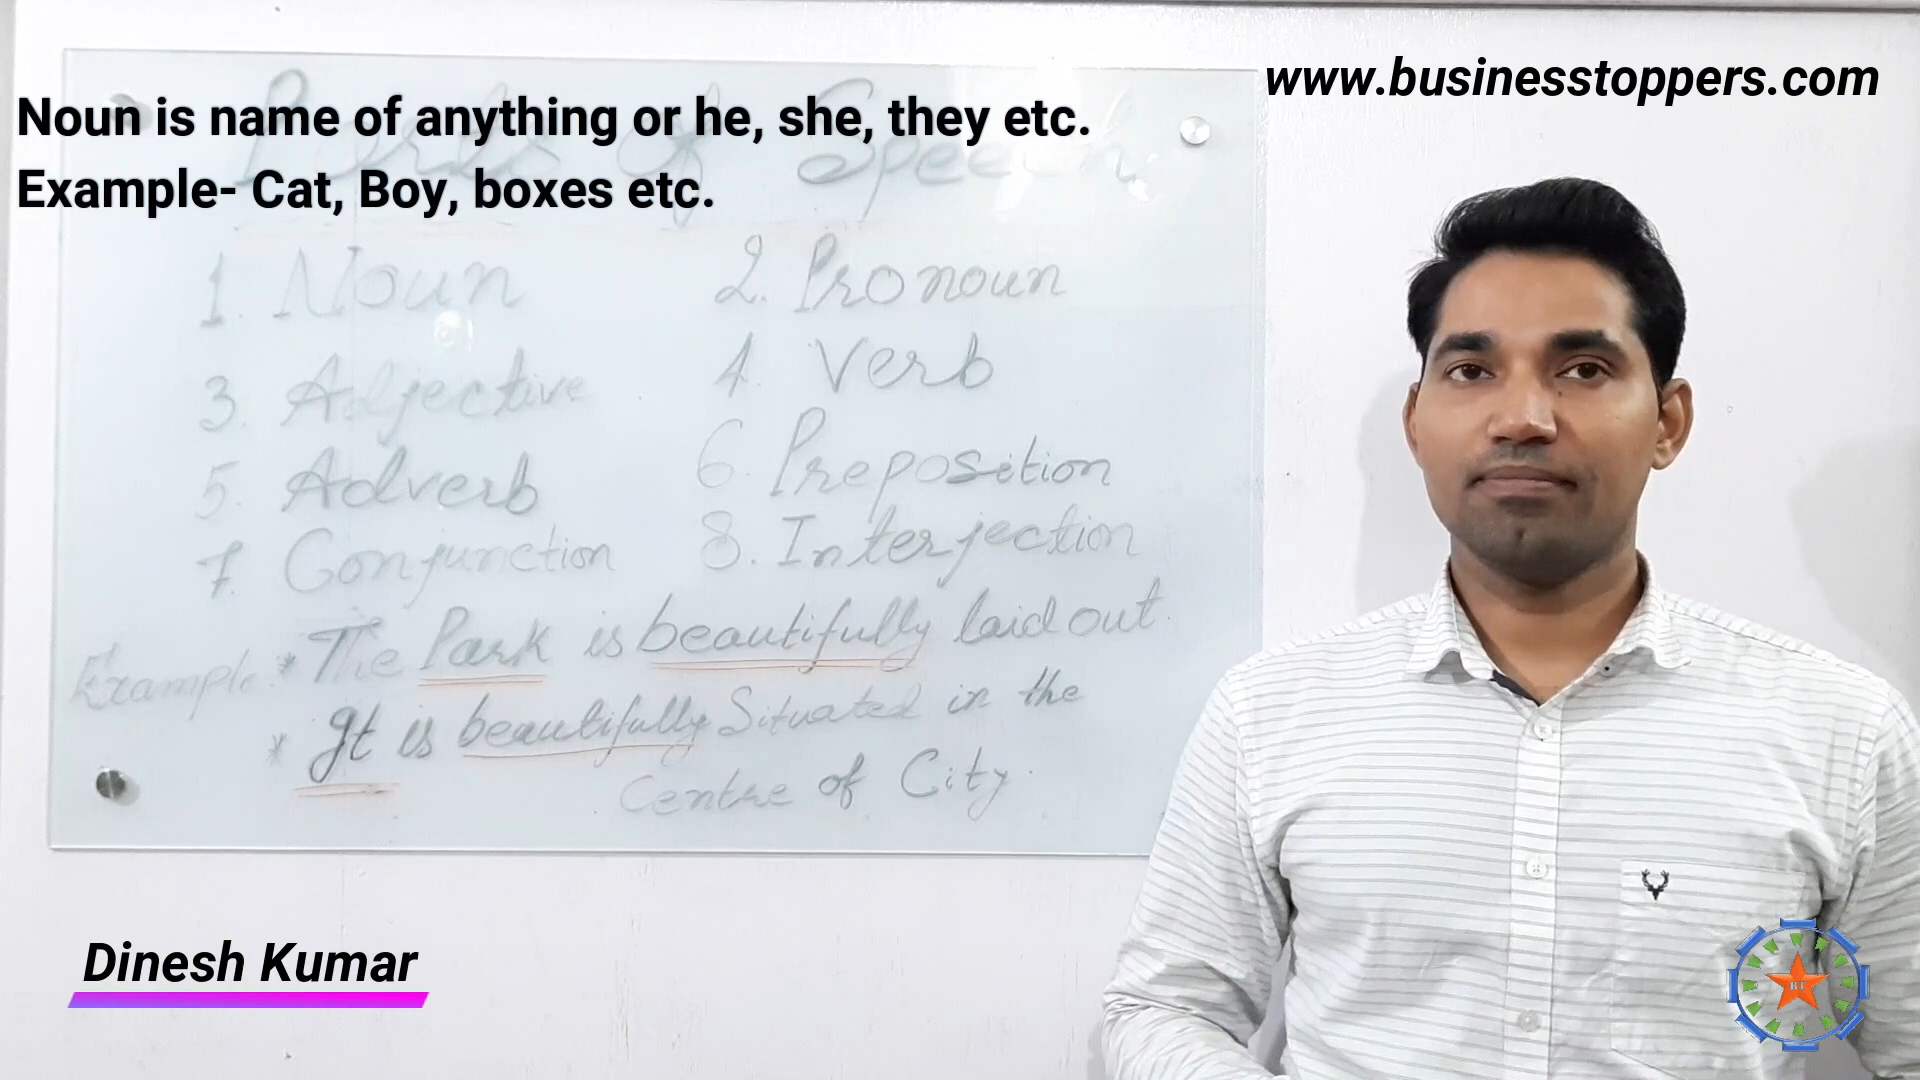 www.businesstoppers.com
Noun is name of anything or he, she, they etc.
Example- Cat, Boy, boxes etc.
Parts of Speech
1. Noun 2. Pronoun
3. Adjective 4. Verb
5. Adverb 6. Preposition
7. Conjunction 8. Interjection
Example * The Park is beautifully laid out.
* It is beautifully Situated in the
Centre of City.
Dinesh Kumar
BT